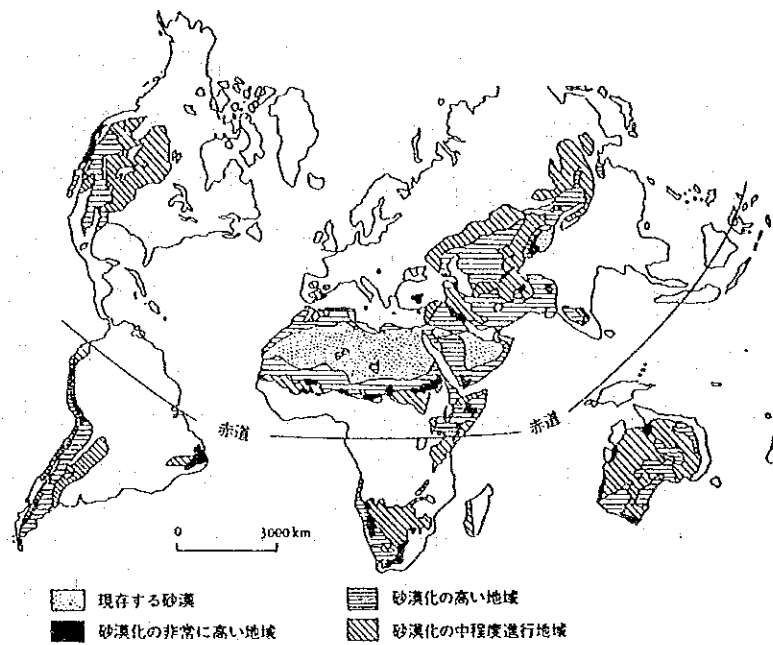 赤道
赤道
0 3000 km
現存する砂漠
砂漠化の高い地域
砂漠化の非常に高い地域
砂漠化の中程度進行地域